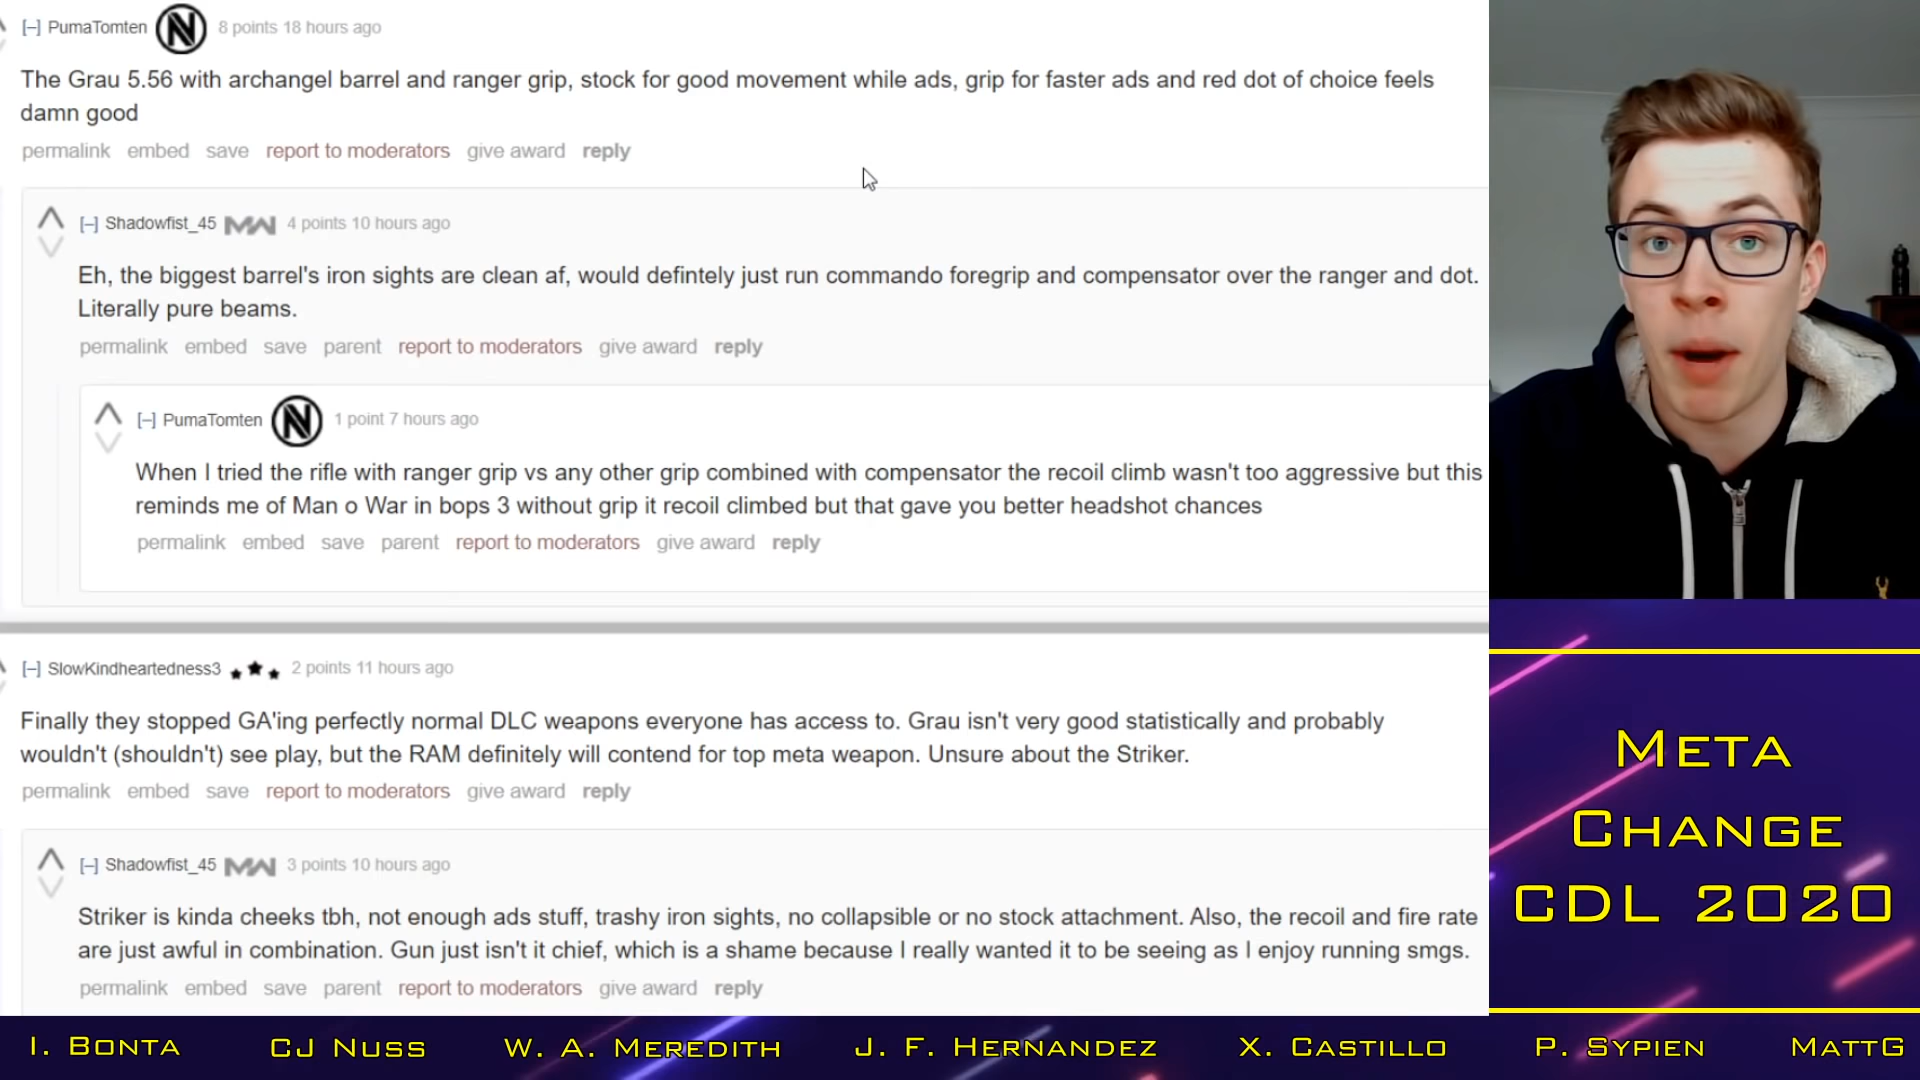 [–] PumaTomten N 8 points 18 hours ago
The Grau 5.56 with archangel barrel and ranger grip, stock for good movement while ads, grip for faster ads and red dot of choice feels
damn good
permalink embed save report to moderators give award reply
[–] Shadowfist_45 MW 4 points 10 hours ago
Eh, the biggest barrel's iron sights are clean af, would defintely just run commando foregrip and compensator over the ranger and dot.
Literally pure beams.
permalink embed save parent report to moderators give award reply
[–] PumaTomten N 1 point 7 hours ago
When I tried the rifle with ranger grip vs any other grip combined with compensator the recoil climb wasn't too aggressive but this
reminds me of Man o War in bops 3 without grip it recoil climbed but that gave you better headshot chances
permalink embed save parent report to moderators give award reply
[–] SlowKindheartedness3 2 points 11 hours ago
Finally they stopped GA'ing perfectly normal DLC weapons everyone has access to. Grau isn't very good statistically and probably
wouldn't (shouldn't) see play, but the RAM definitely will contend for top meta weapon. Unsure about the Striker.
permalink embed save report to moderators give award reply
[–] Shadowfist_45 MW 3 points 10 hours ago
Striker is kinda cheeks tbh, not enough ads stuff, trashy iron sights, no collapsible or no stock attachment. Also, the recoil and fire rate
are just awful in combination. Gun just isn't it chief, which is a shame because I really wanted it to be seeing as I enjoy running smgs.
permalink embed save parent report to moderators give award reply
Meta
Change
CDL 2020
I. Bonta CJ Nuss W. A. Meredith J. F. Hernandez X. Castillo P. Sypien MattG